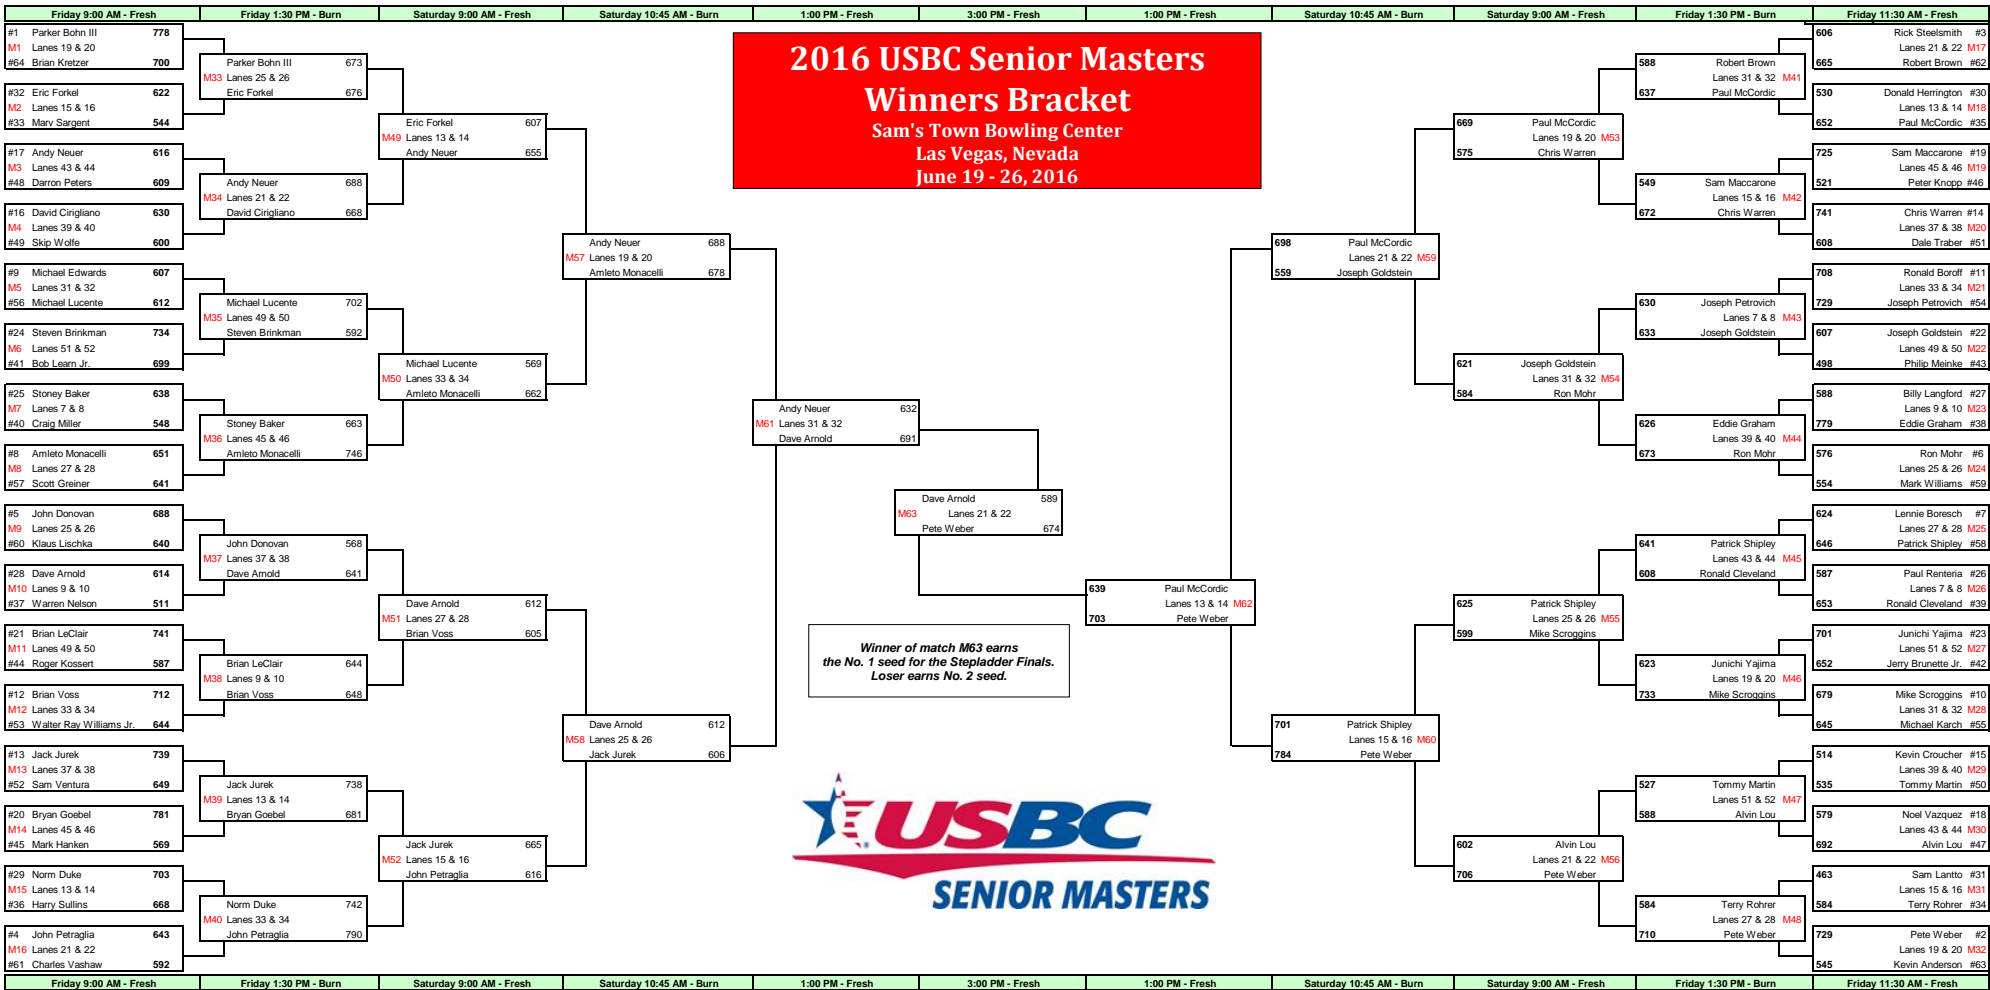 Friday 9:00 AM - Fresh
Friday 1:30 PM - Burn
Saturday 9:00 AM - Fresh
Saturday 10:45 AM - Burn
1:00 PM - Fresh
3:00 PM - Fresh
1:00 PM - Fresh
Saturday 10:45 AM - Burn
Saturday 9:00 AM - Fresh
Friday 1:30 PM - Burn
Friday 11:30 AM - Fresh
2016 USBC Senior Masters
Winners Bracket
Sam's Town Bowling Center
Las Vegas, Nevada
June 19 - 26, 2016
#1 Parker Bohn III 778
M1 Lanes 19 & 20
#64 Brian Kretzer 700
#32 Eric Forkel 622
M2 Lanes 15 & 16
#33 Marv Sargent 544
#17 Andy Neuer 616
M3 Lanes 43 & 44
#48 Darron Peters 609
#16 David Cirigliano 630
M4 Lanes 39 & 40
#49 Skip Wolfe 600
#9 Michael Edwards 607
M5 Lanes 31 & 32
#56 Michael Lucente 612
#24 Steven Brinkman 734
M6 Lanes 51 & 52
#41 Bob Learn Jr. 699
#25 Stoney Baker 638
M7 Lanes 7 & 8
#40 Craig Miller 548
#8 Amleto Monacelli 651
M8 Lanes 27 & 28
#57 Scott Greiner 641
#5 John Donovan 688
M9 Lanes 25 & 26
#60 Klaus Lischka 640
#28 Dave Arnold 614
M10 Lanes 9 & 10
#37 Warren Nelson 511
#21 Brian LeClair 741
M11 Lanes 49 & 50
#44 Roger Kossert 587
#12 Brian Voss 712
M12 Lanes 33 & 34
#53 Walter Ray Williams Jr. 644
#13 Jack Jurek 739
M13 Lanes 37 & 38
#52 Sam Ventura 649
#20 Bryan Goebel 781
M14 Lanes 45 & 46
#45 Mark Hanken 569
#29 Norm Duke 703
M15 Lanes 13 & 14
#36 Harry Sullins 668
#4 John Petraglia 643
M16 Lanes 21 & 22
#61 Charles Vashaw 592
Parker Bohn III 673
M33 Lanes 25 & 26
Eric Forkel 676
Andy Neuer 688
M34 Lanes 21 & 22
David Cirigliano 668
Michael Lucente 702
M35 Lanes 49 & 50
Steven Brinkman 592
Stoney Baker 663
M36 Lanes 45 & 46
Amleto Monacelli 746
John Donovan 568
M37 Lanes 37 & 38
Dave Arnold 641
Brian LeClair 644
M38 Lanes 9 & 10
Brian Voss 648
Jack Jurek 738
M39 Lanes 13 & 14
Bryan Goebel 681
Norm Duke 742
M40 Lanes 33 & 34
John Petraglia 790
Eric Forkel 607
M49 Lanes 13 & 14
Andy Neuer 655
Michael Lucente 569
M50 Lanes 33 & 34
Amleto Monacelli 662
Dave Arnold 612
M51 Lanes 27 & 28
Brian Voss 605
Jack Jurek 665
M52 Lanes 15 & 16
John Petraglia 616
Andy Neuer 688
M57 Lanes 19 & 20
Amleto Monacelli 678
Dave Arnold 612
M58 Lanes 25 & 26
Jack Jurek 606
Andy Neuer 632
M61 Lanes 31 & 32
Dave Arnold 691
Dave Arnold 589
M63 Lanes 21 & 22
Pete Weber 674
639 Paul McCordic
Lanes 13 & 14 M62
703 Pete Weber
Winner of match M63 earns
the No. 1 seed for the Stepladder Finals.
Loser earns No. 2 seed.
USBC
SENIOR MASTERS
698 Paul McCordic
Lanes 21 & 22 M59
559 Joseph Goldstein
701 Patrick Shipley
Lanes 15 & 16 M60
784 Pete Weber
669 Paul McCordic
Lanes 19 & 20 M53
575 Chris Warren
621 Joseph Goldstein
Lanes 31 & 32 M54
584 Ron Mohr
625 Patrick Shipley
Lanes 25 & 26 M55
599 Mike Scroggins
602 Alvin Lou
Lanes 21 & 22 M56
706 Pete Weber
588 Robert Brown
Lanes 31 & 32 M41
637 Paul McCordic
549 Sam Maccarone
Lanes 15 & 16 M42
672 Chris Warren
630 Joseph Petrovich
Lanes 7 & 8 M43
633 Joseph Goldstein
626 Eddie Graham
Lanes 39 & 40 M44
673 Ron Mohr
641 Patrick Shipley
Lanes 43 & 44 M45
608 Ronald Cleveland
623 Junichi Yajima
Lanes 19 & 20 M46
733 Mike Scroggins
527 Tommy Martin
Lanes 51 & 52 M47
588 Alvin Lou
584 Terry Rohrer
Lanes 27 & 28 M48
710 Pete Weber
606 Rick Steelsmith #3
Lanes 21 & 22 M17
665 Robert Brown #62
530 Donald Herrington #30
Lanes 13 & 14 M18
652 Paul McCordic #35
725 Sam Maccarone #19
Lanes 45 & 46 M19
521 Peter Knopp #46
741 Chris Warren #14
Lanes 37 & 38 M20
608 Dale Traber #51
708 Ronald Boroff #11
Lanes 33 & 34 M21
729 Joseph Petrovich #54
607 Joseph Goldstein #22
Lanes 49 & 50 M22
498 Philip Meinke #43
588 Billy Langford #27
Lanes 9 & 10 M23
779 Eddie Graham #38
576 Ron Mohr #6
Lanes 25 & 26 M24
554 Mark Williams #59
624 Lennie Boresch #7
Lanes 27 & 28 M25
646 Patrick Shipley #58
587 Paul Renteria #26
Lanes 7 & 8 M26
653 Ronald Cleveland #39
701 Junichi Yajima #23
Lanes 51 & 52 M27
652 Jerry Brunette Jr. #42
679 Mike Scroggins #10
Lanes 31 & 32 M28
645 Michael Karch #55
514 Kevin Croucher #15
Lanes 39 & 40 M29
535 Tommy Martin #50
579 Noel Vazquez #18
Lanes 43 & 44 M30
692 Alvin Lou #47
463 Sam Lantto #31
Lanes 15 & 16 M31
584 Terry Rohrer #34
729 Pete Weber #2
Lanes 19 & 20 M32
545 Kevin Anderson #63
Friday 9:00 AM - Fresh
Friday 1:30 PM - Burn
Saturday 9:00 AM - Fresh
Saturday 10:45 AM - Burn
1:00 PM - Fresh
3:00 PM - Fresh
1:00 PM - Fresh
Saturday 10:45 AM - Burn
Saturday 9:00 AM - Fresh
Friday 1:30 PM - Burn
Friday 11:30 AM - Fresh